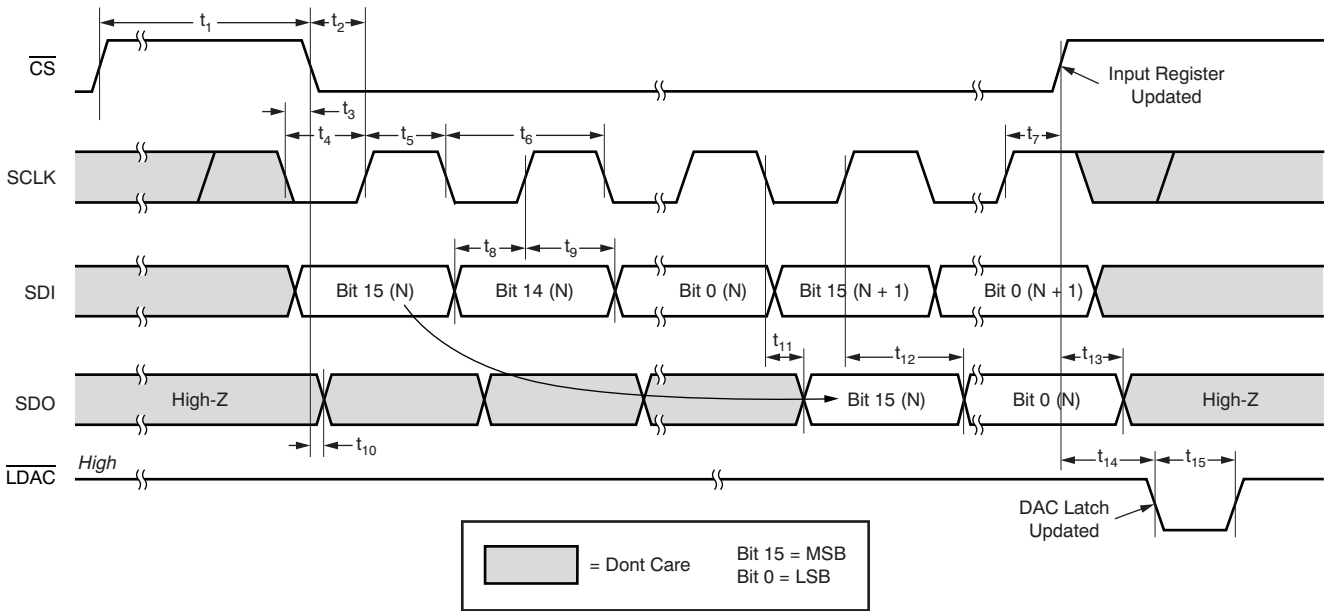 t1
t2
CS
Input Register
Updated
t3
t4
t5
t6
t7
SCLK
t8
t9
SDI
Bit 15 (N)
Bit 14 (N)
Bit 0 (N)
Bit 15 (N + 1)
Bit 0 (N + 1)
t11
t12
t13
SDO
High-Z
Bit 15 (N)
Bit 0 (N)
High-Z
t10
High
LDAC
t14
t15
DAC Latch
Updated
= Dont Care
Bit 15 = MSB
Bit 0 = LSB